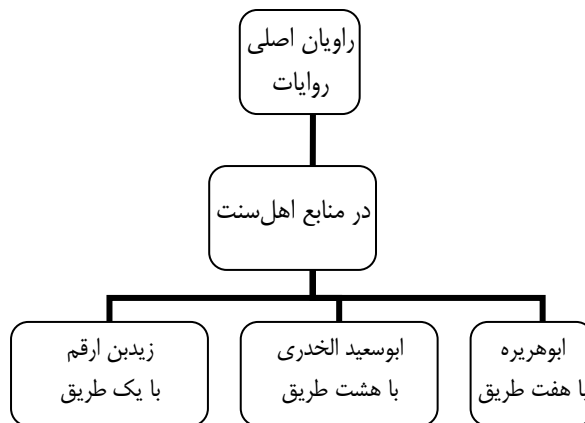 راویان اصلی
روایات
در منابع اهل‌سنت
ابوهریره
با هفت طریق
ابوسعید الخدری
با هشت طریق
زیدبن ارقم
با یک طریق